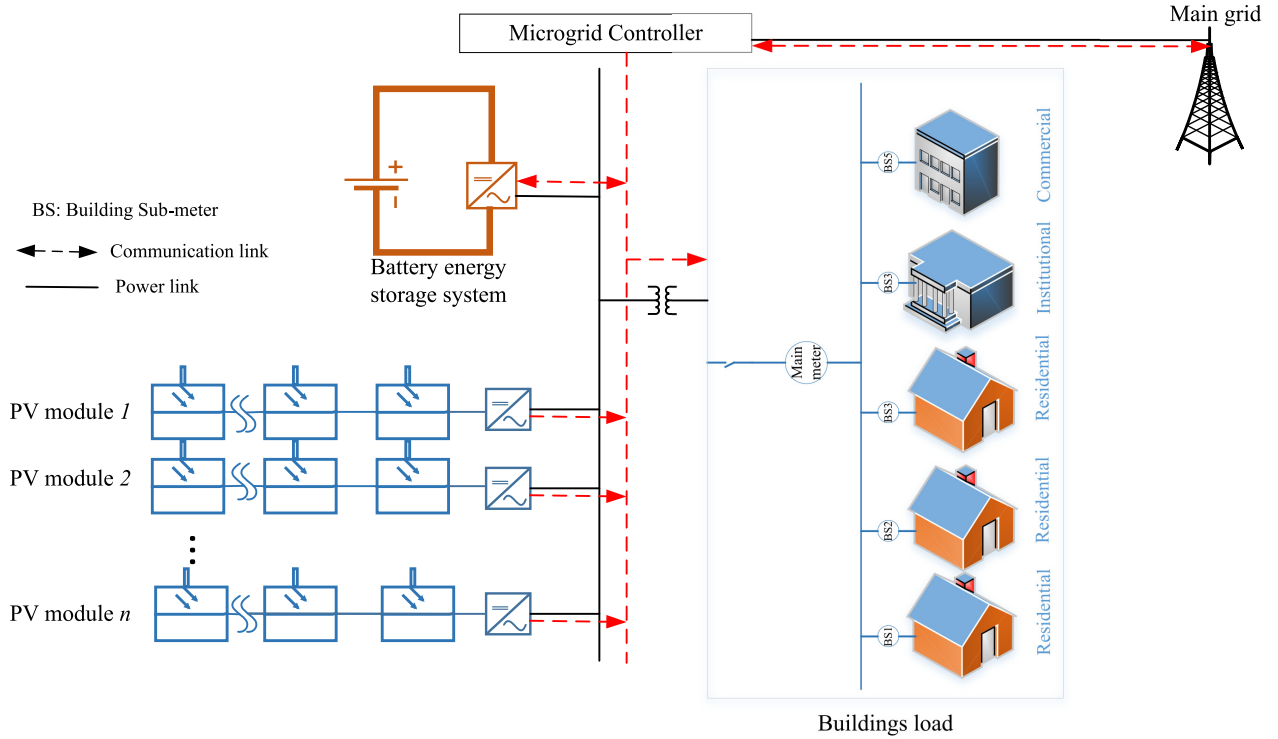 Main grid
Microgrid Controller
BS: Building Sub-meter
Communication link
Power link
+
Battery energy
storage system
BS5
Commercial
BS3
Institutional
Main
meter
BS3
Residential
BS2
Residential
BS1
Residential
PV module 1
PV module 2
PV module n
Buildings load